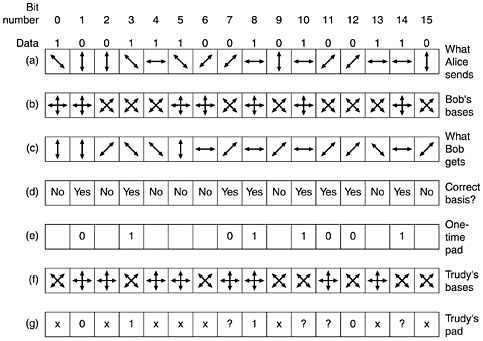 Bit
number 0 1 2 3 4 5 6 7 8 9 10 11 12 13 14 15
Data 1 0 0 1 1 1 0 0 1 0 1 0 0 1 1 0
(a) What
Alice
sends
(b) Bob's
bases
(c) What
Bob
gets
(d) No Yes No Yes No No No Yes Yes No Yes Yes Yes No Yes No Correct
basis?
(e) 0 1 0 1 1 0 0 1 One-
time
pad
(f) Trudy's
bases
(g) x 0 x 1 x x x ? 1 x ? ? 0 x ? x Trudy's
pad